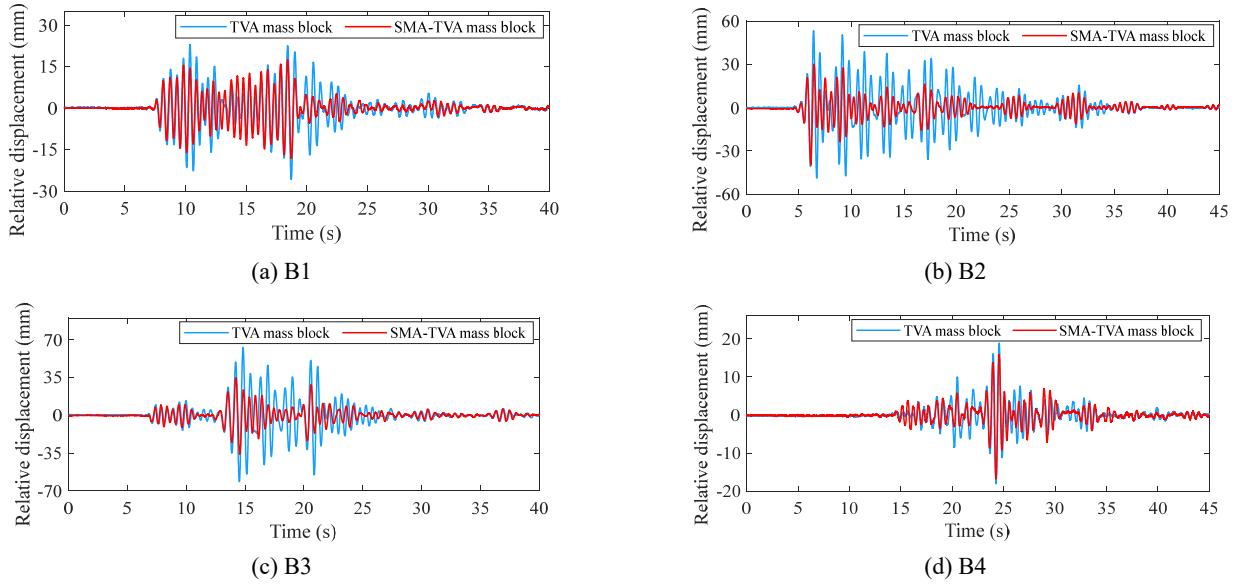 Relative displacement (mm)
30
15
0
-15
-30
TVA mass block
SMA-TVA mass block
0 5 10 15 20 25 30 35 40
Time (s)
(a) B1
Relative displacement (mm)
60
30
0
-30
-60
TVA mass block
SMA-TVA mass block
0 5 10 15 20 25 30 35 40 45
Time (s)
(b) B2
Relative displacement (mm)
70
35
0
-35
-70
TVA mass block
SMA-TVA mass block
0 5 10 15 20 25 30 35 40
Time (s)
(c) B3
Relative displacement (mm)
20
10
0
-10
-20
TVA mass block
SMA-TVA mass block
0 5 10 15 20 25 30 35 40 45
Time (s)
(d) B4